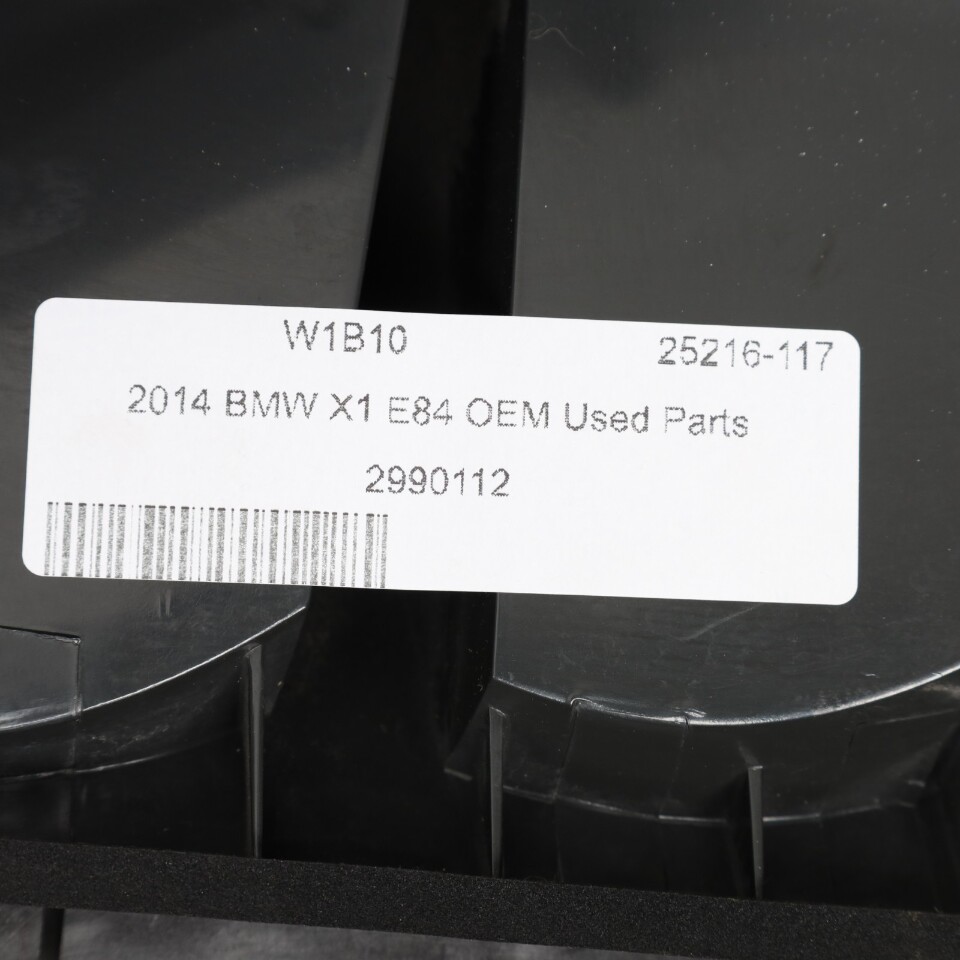 W1B10 25216-117
2014 BMW X1 E84 OEM Used Parts
2990112